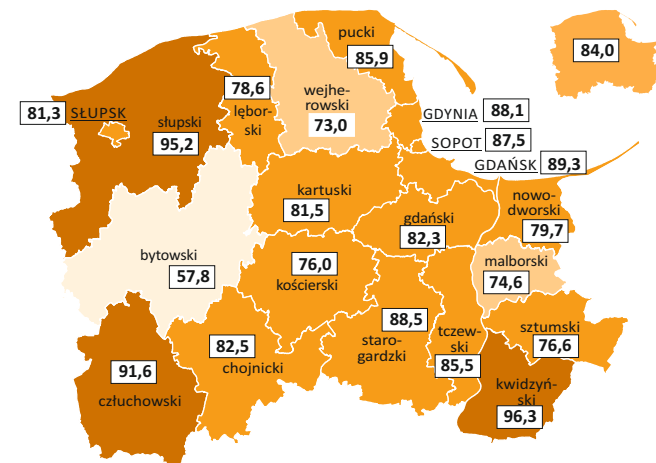 pucki
85,9
84,0
78,6
lębor-
ski
wejhe-
rowski
73,0
81,3 SŁUPSK
słupski
95,2
GDYNIA 88,1
SOPOT 87,5
GDAŃSK 89,3
kartuski
81,5
gdański
82,3
nowo-
dworski
79,7
bytowski
57,8
76,0
kościerski
malborski
74,6
88,5
staro-
gardzki
tczew-
ski
85,5
sztumski
76,6
82,5
chojnicki
91,6
człuchowski
kwidzyń-
ski
96,3